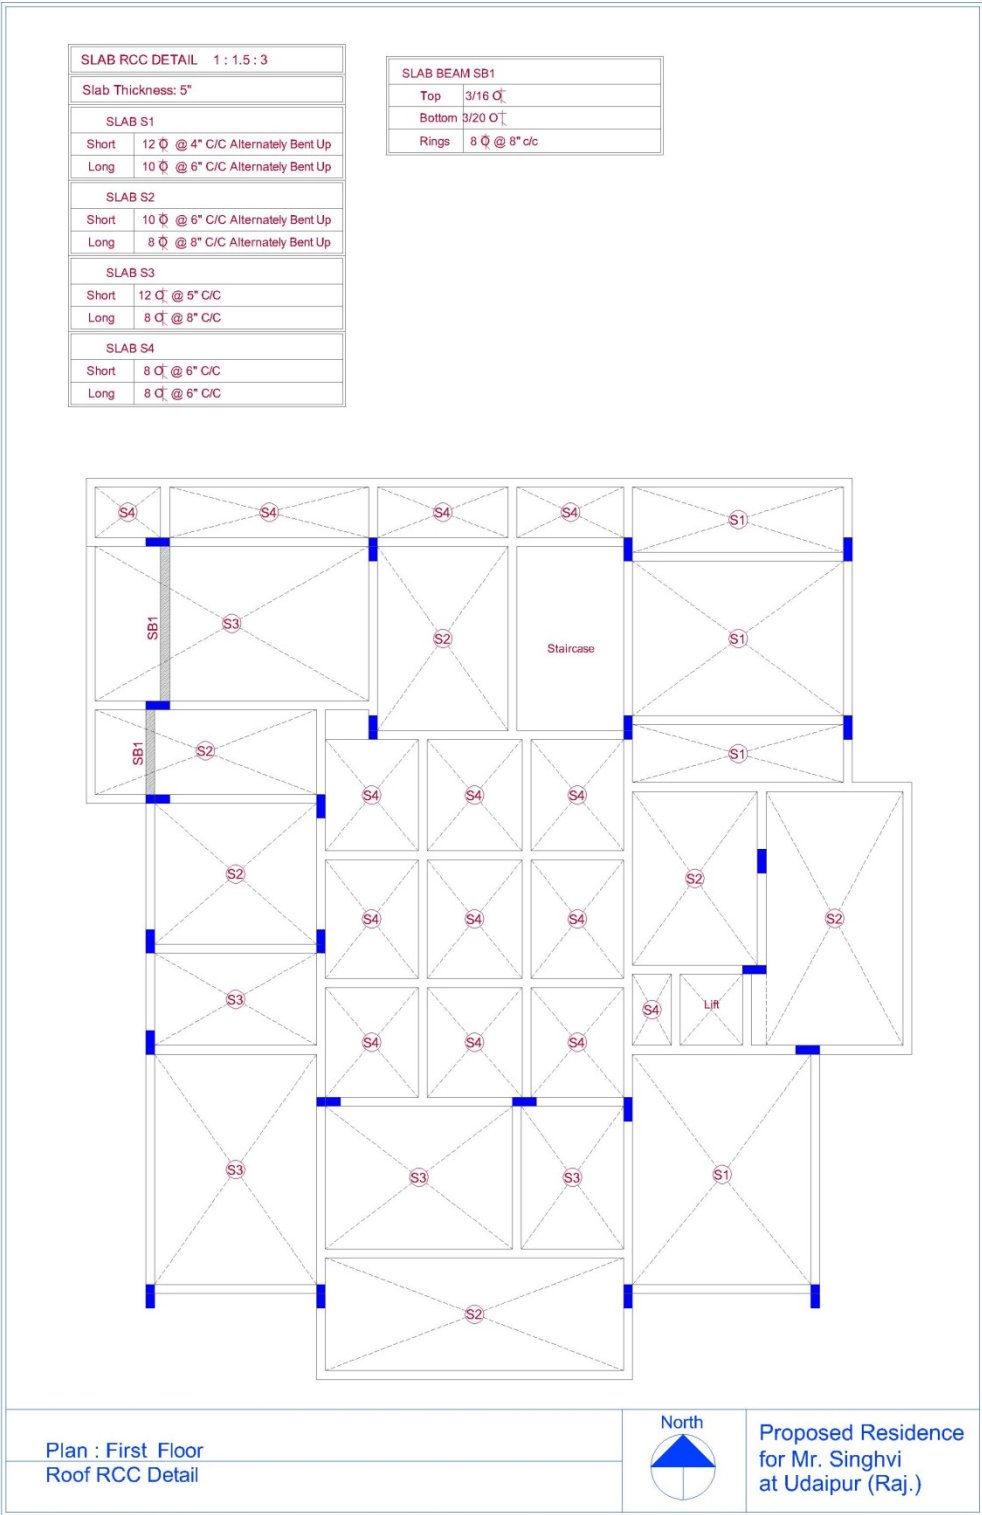 SLAB RCC DETAIL 1 : 1.5 : 3
Slab Thickness: 5"
SLAB S1
Short 12 Φ @ 4" C/C Alternately Bent Up
Long 10 Φ @ 6" C/C Alternately Bent Up
SLAB S2
Short 10 Φ @ 6" C/C Alternately Bent Up
Long 8 Φ @ 8" C/C Alternately Bent Up
SLAB S3
Short 12 Φ @ 5" C/C
Long 8 Φ @ 8" C/C
SLAB S4
Short 8 Φ @ 6" C/C
Long 8 Φ @ 6" C/C
SLAB BEAM SB1
Top 3/16 Φ
Bottom 3/20 Φ
Rings 8 Φ @ 8" c/c
S4 S4 S4 S4 S1
SB1 S3 S2 Staircase S1
SB1 S2 S1
S4 S4 S4
S2 S2 S2
S4 S4 S4
S3 S4 Lift
S4 S4 S4
S3 S3 S3 S1
S2
Plan : First Floor
Roof RCC Detail
North
Proposed Residence
for Mr. Singhvi
at Udaipur (Raj.)